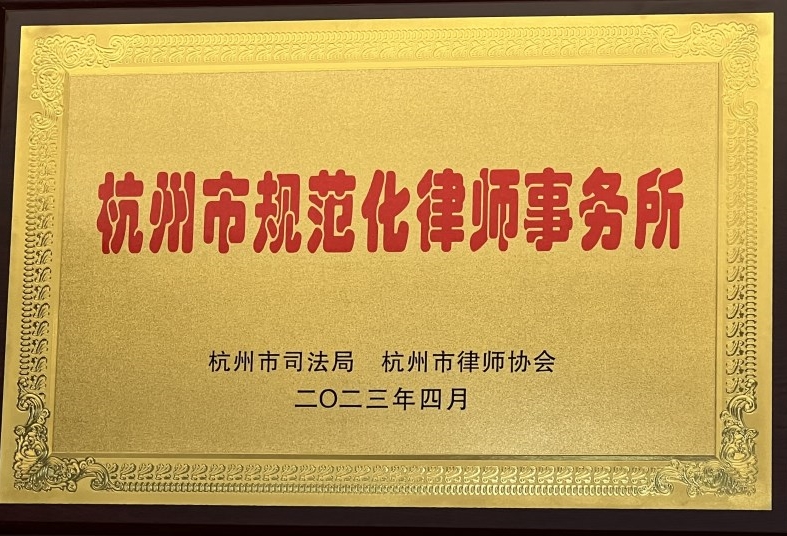 杭州市规范化律师事务所
杭州市司法局　杭州市律师协会
二〇二三年四月